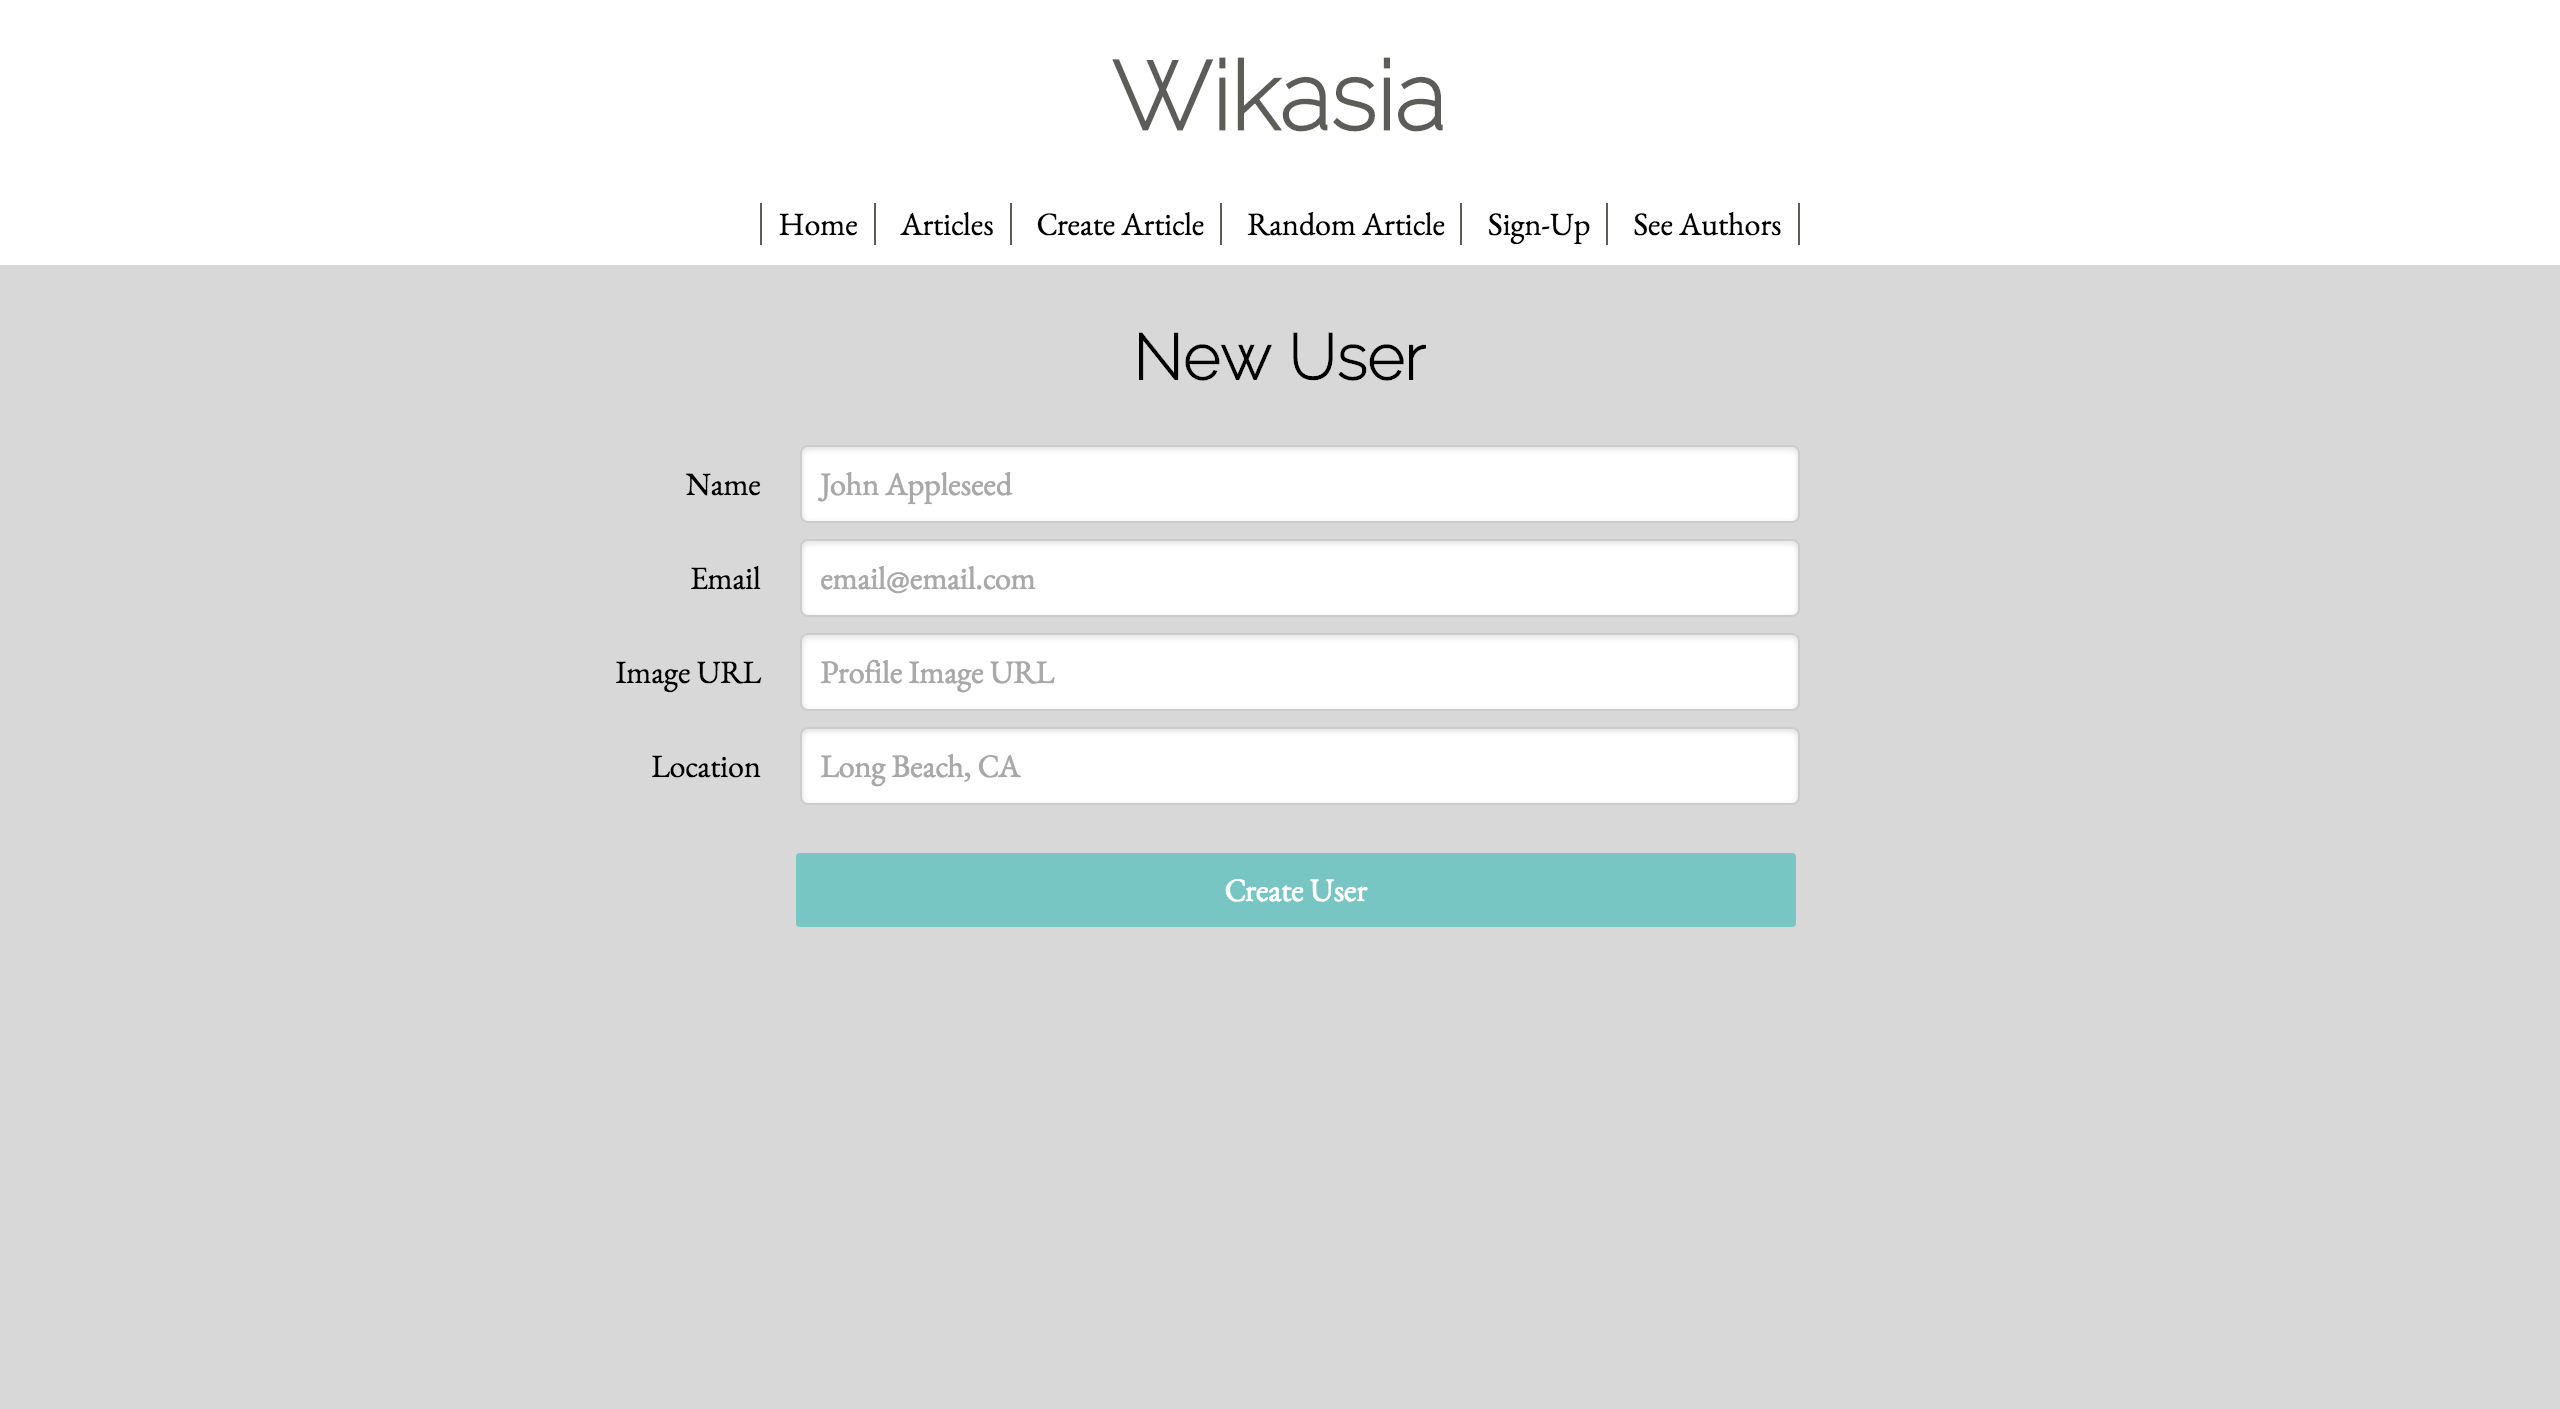 Wikasia
Home Articles Create Article Random Article Sign-Up See Authors
New User
Name John Appleseed
Email email@email.com
Image URL Profile Image URL
Location Long Beach, CA
Create User